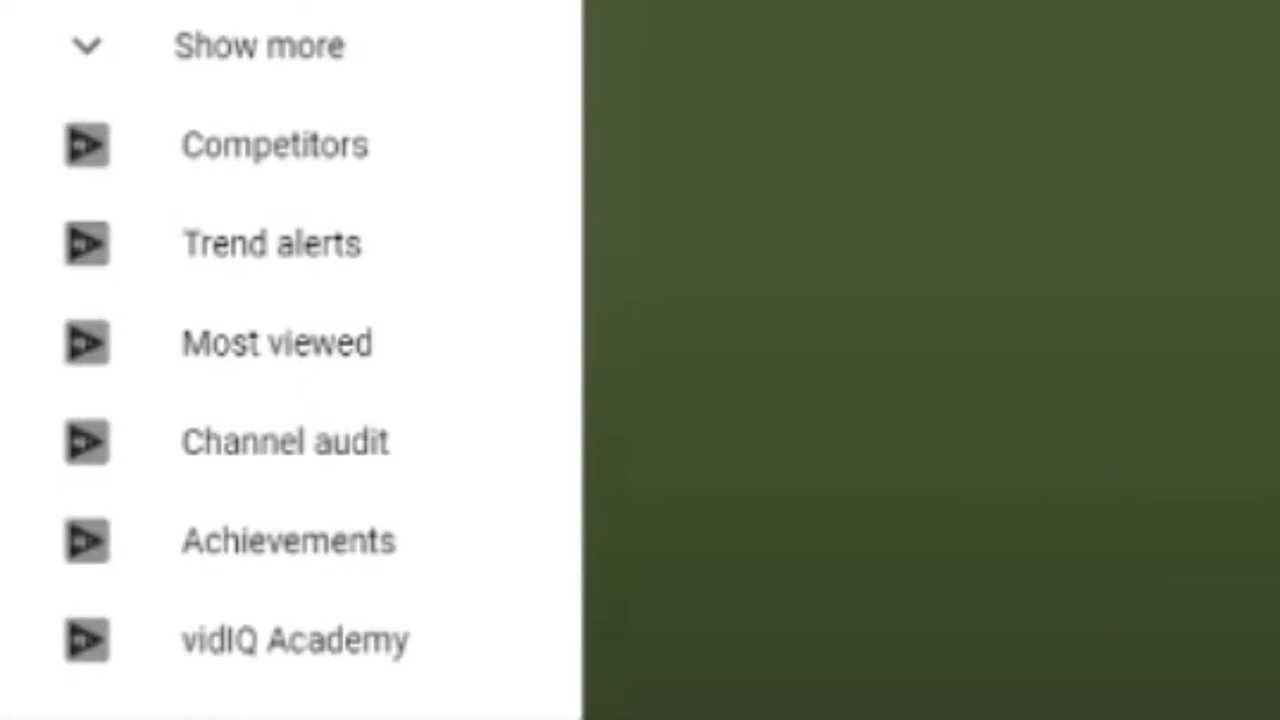 Show more
Competitors
Trend alerts
Most viewed
Channel audit
Achievements
vidIQ Academy